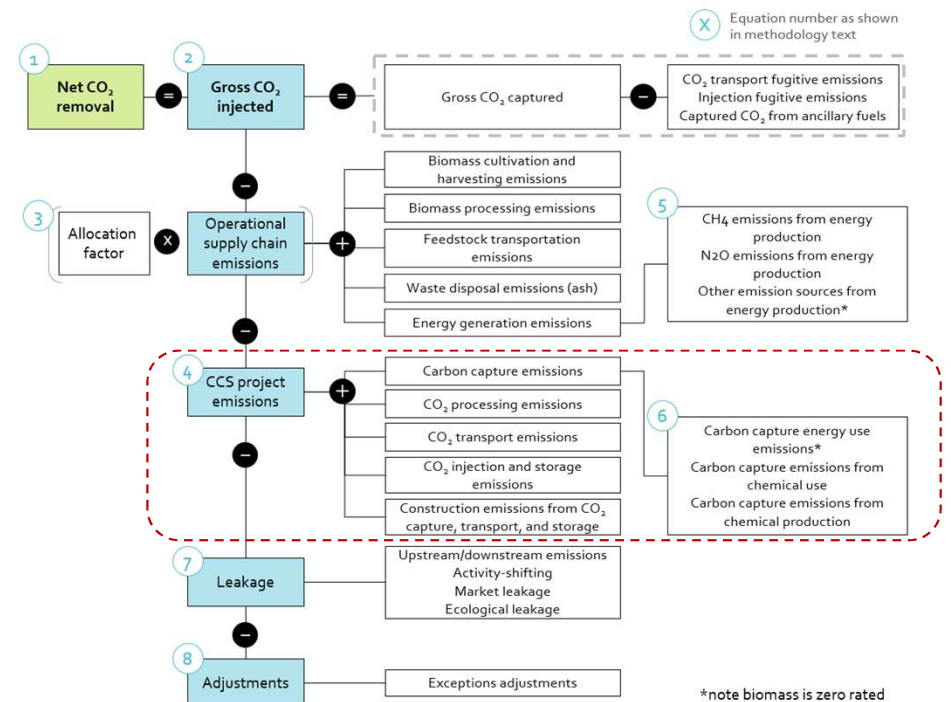 X
Equation number as shown
in methodology text
1
Net CO₂
removal
=
2
Gross CO₂
injected
=
Gross CO₂ captured
−
CO₂ transport fugitive emissions
Injection fugitive emissions
Captured CO₂ from ancillary fuels
−
3
Allocation
factor
x
Operational
supply chain
emissions
+
Biomass cultivation and
harvesting emissions
Biomass processing emissions
Feedstock transportation
emissions
Waste disposal emissions (ash)
Energy generation emissions
5
CH4 emissions from energy
production
N2O emissions from energy
production
Other emission sources from
energy production*
−
4
CCS project
emissions
+
Carbon capture emissions
CO₂ processing emissions
CO₂ transport emissions
CO₂ injection and storage
emissions
Construction emissions from CO₂
capture, transport, and storage
6
Carbon capture energy use
emissions*
Carbon capture emissions from
chemical use
Carbon capture emissions from
chemical production
−
7
Leakage
Upstream/downstream emissions
Activity-shifting
Market leakage
Ecological leakage
−
8
Adjustments
Exceptions adjustments
*note biomass is zero rated